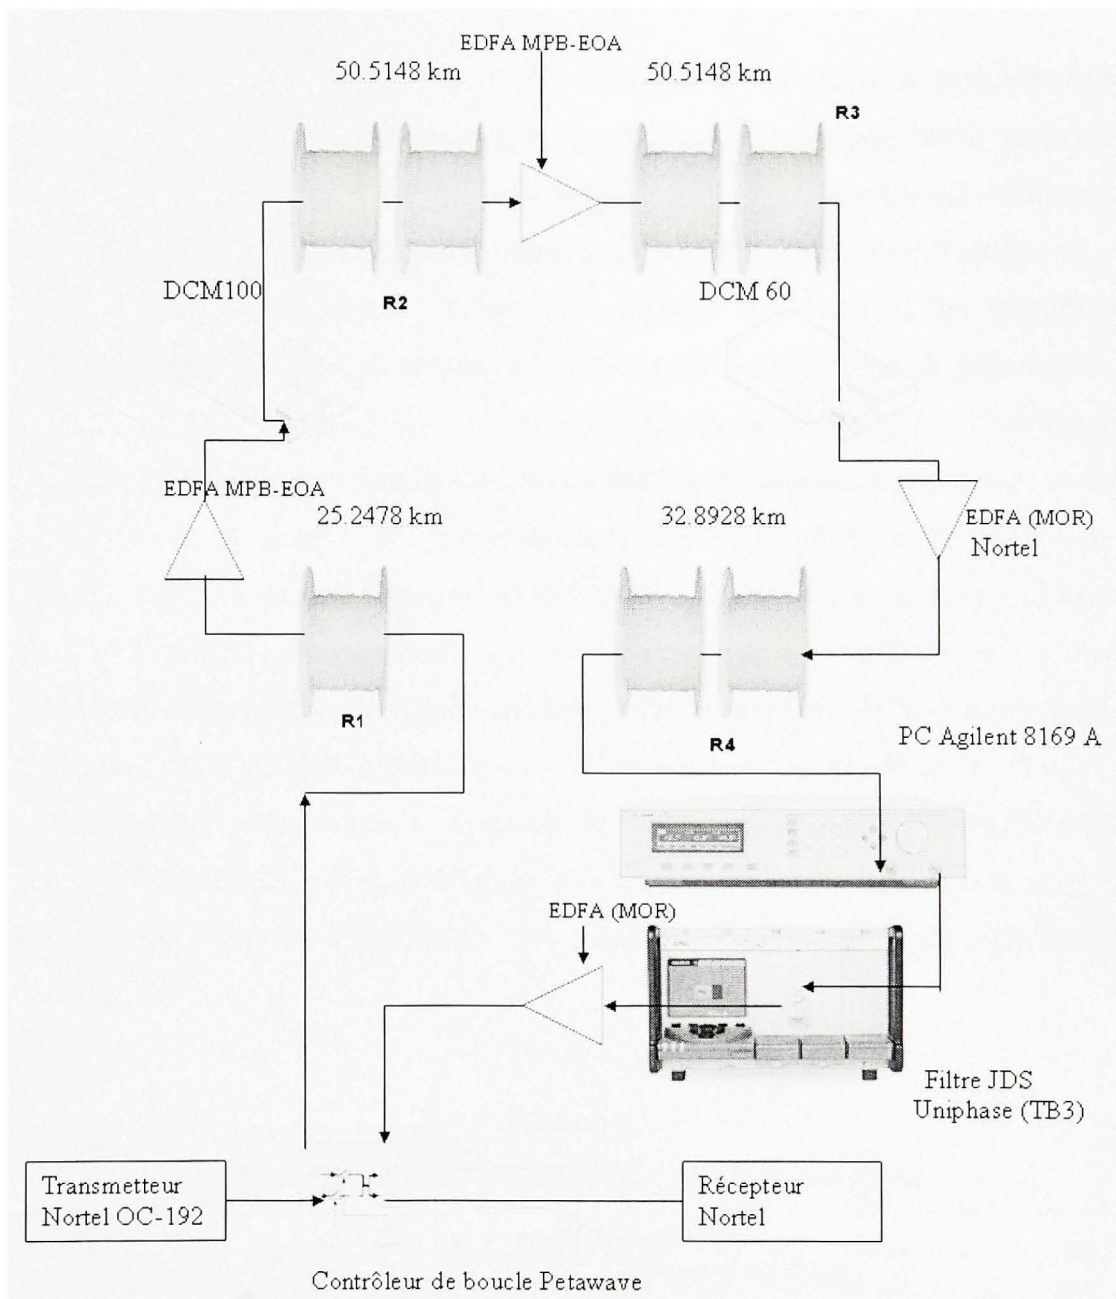 EDFA MPB-EOA
50.5148 km
50.5148 km
R3
DCM100
R2
DCM 60
EDFA MPB-EOA
25.2478 km
32.8928 km
EDFA (MOR)
Nortel
R1
R4
PC Agilent 8169 A
EDFA (MOR)
Filtre JDS
Uniphase (TB3)
Transmetteur
Nortel OC-192
Récepteur
Nortel
Contrôleur de boucle Petawave